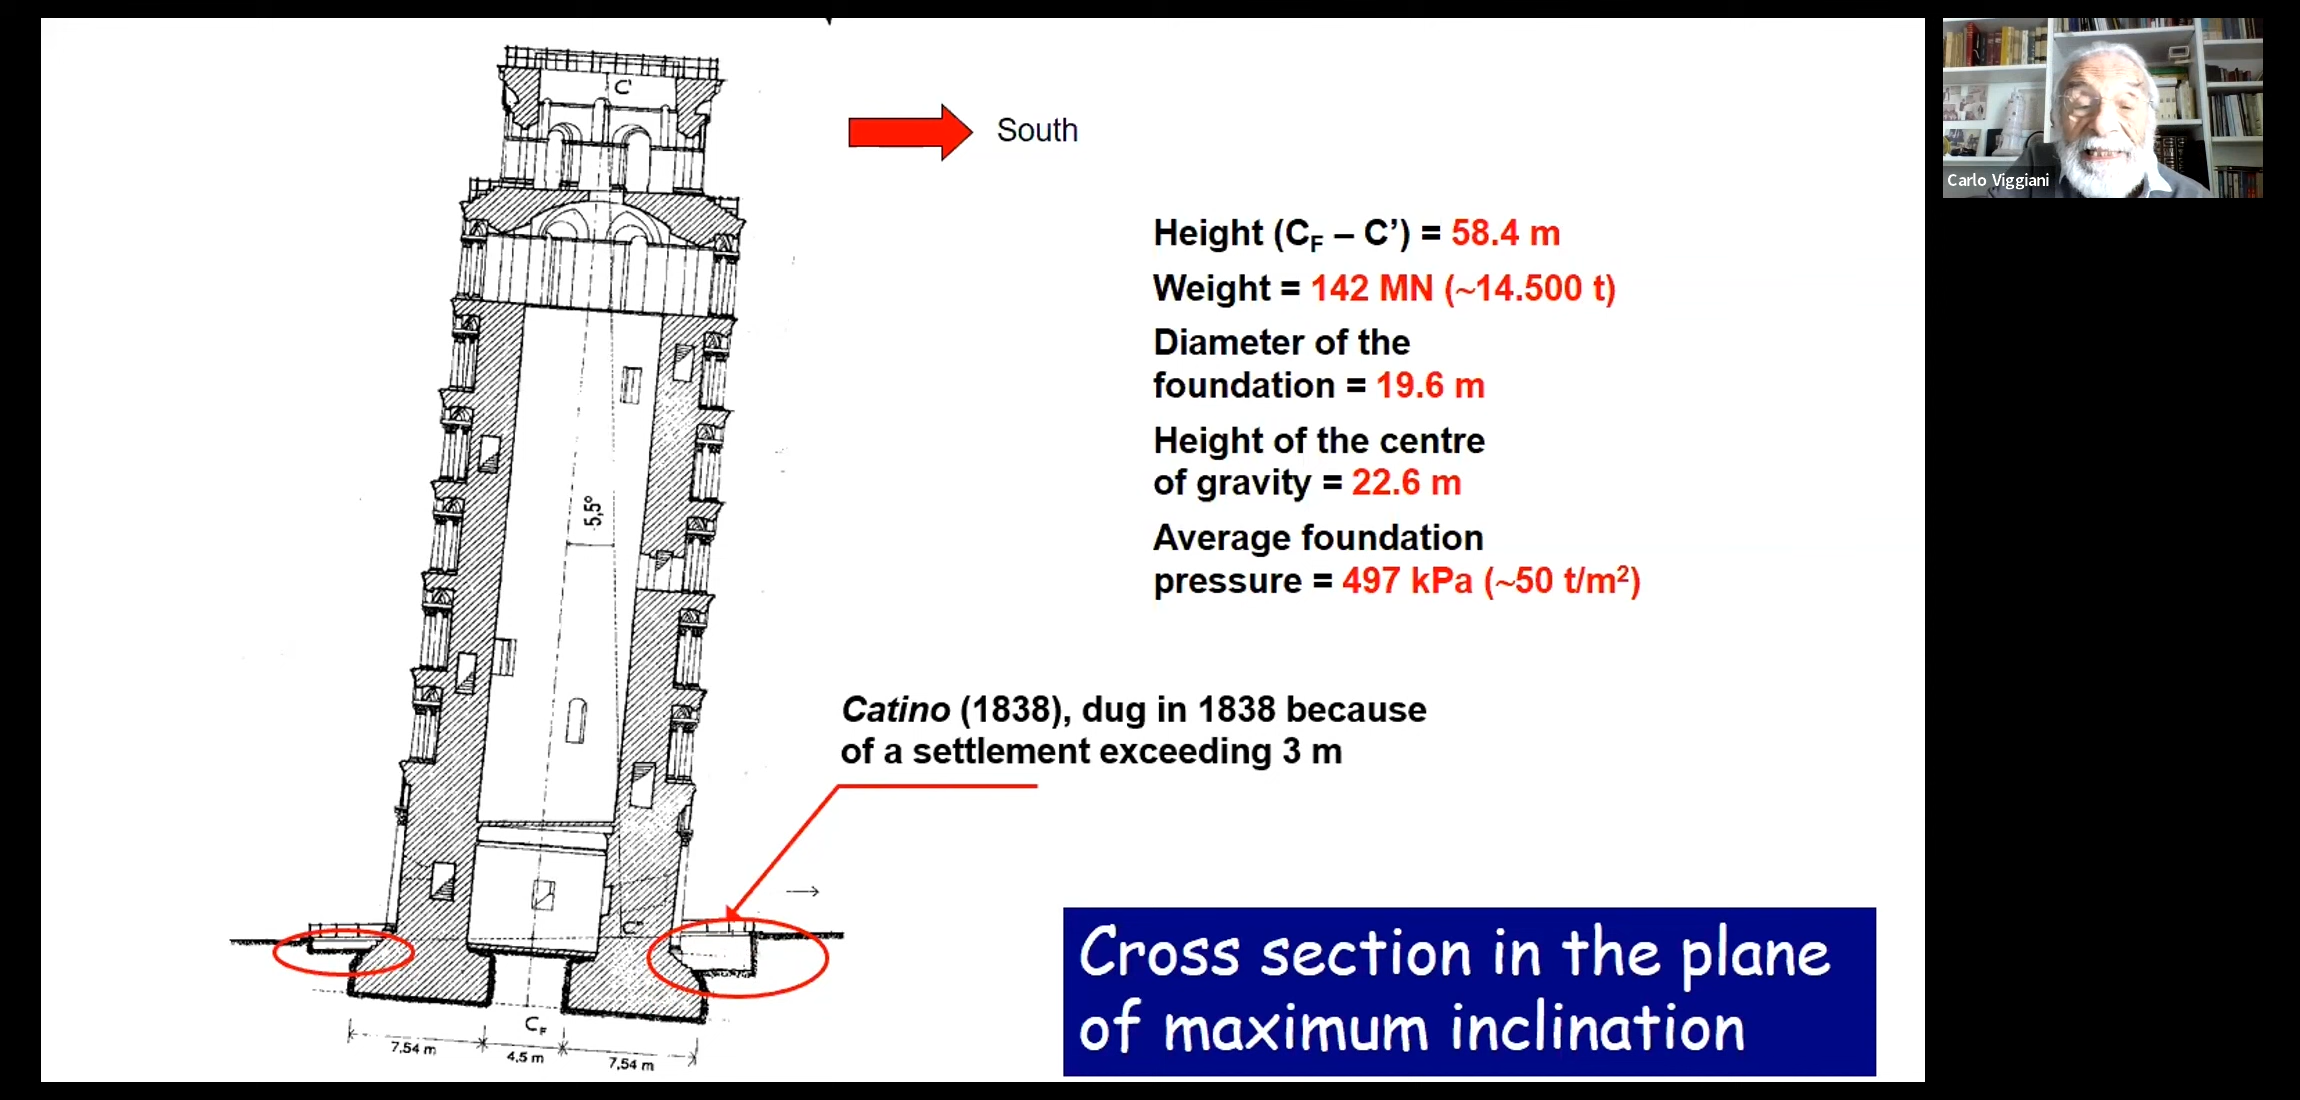 C'
South
Carlo Viggiani
Height (CF – C’) = 58.4 m
Weight = 142 MN (~14.500 t)
Diameter of the
foundation = 19.6 m
Height of the centre
of gravity = 22.6 m
5,5°
Average foundation
pressure = 497 kPa (~50 t/m²)
Catino (1838), dug in 1838 because
of a settlement exceeding 3 m
Cross section in the plane
of maximum inclination
CF
7,54 m
4,5 m
7,54 m